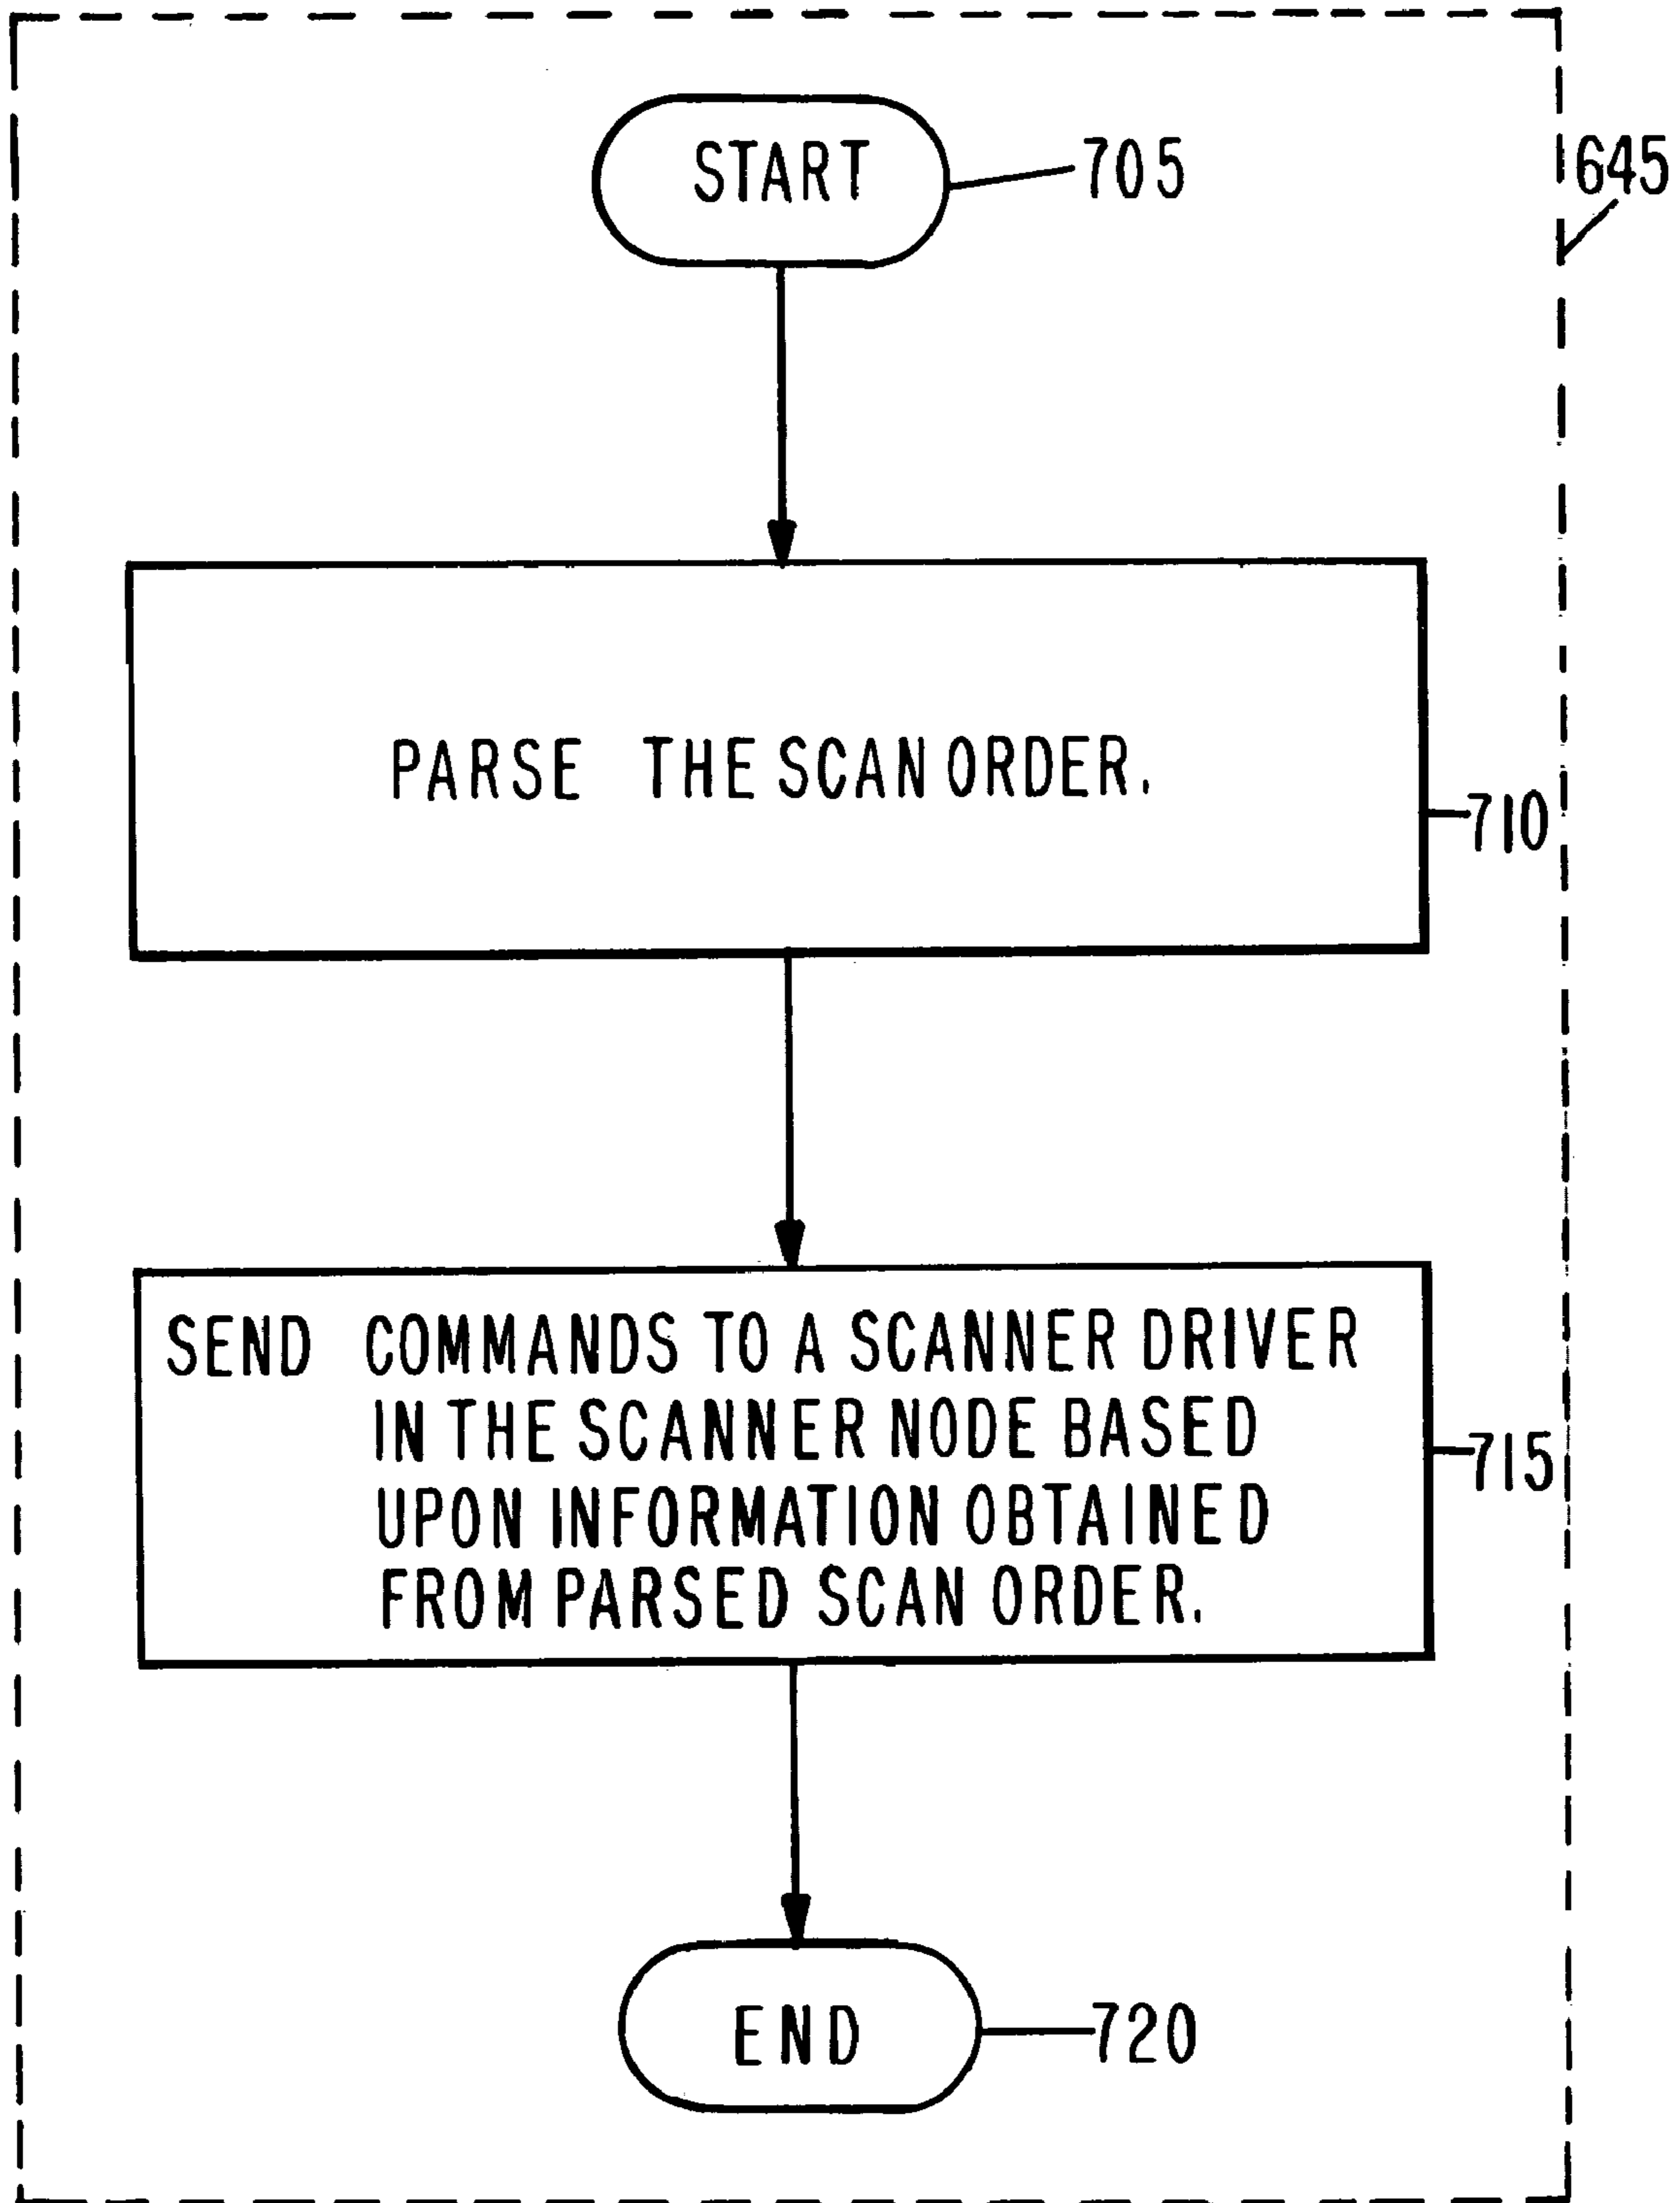 START
705
645
PARSE THE SCAN ORDER.
710
SEND COMMANDS TO A SCANNER DRIVER
IN THE SCANNER NODE BASED
UPON INFORMATION OBTAINED
FROM PARSED SCAN ORDER.
715
END
720